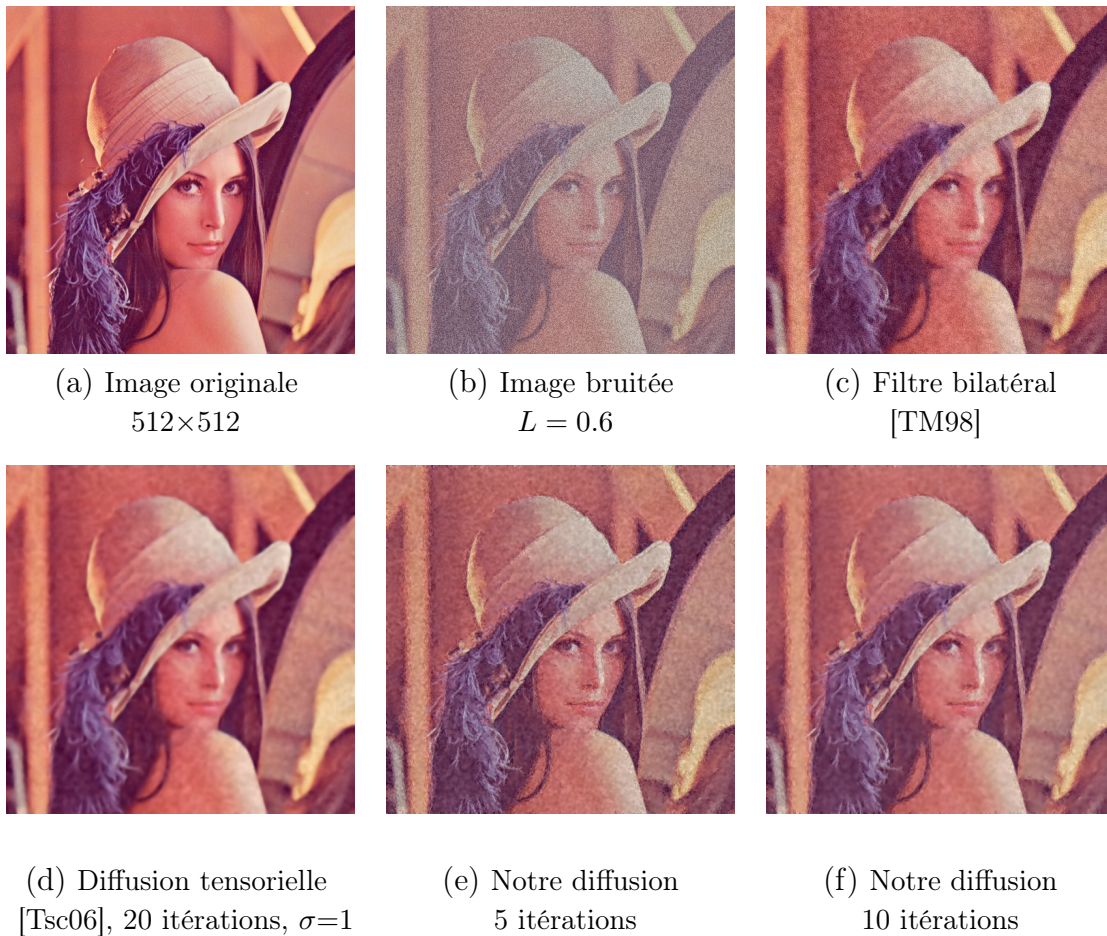 (a) Image originale
512×512
(b) Image bruitée
L = 0.6
(c) Filtre bilatéral
[TM98]
(d) Diffusion tensorielle
[Tsc06], 20 itérations, σ=1
(e) Notre diffusion
5 itérations
(f) Notre diffusion
10 itérations